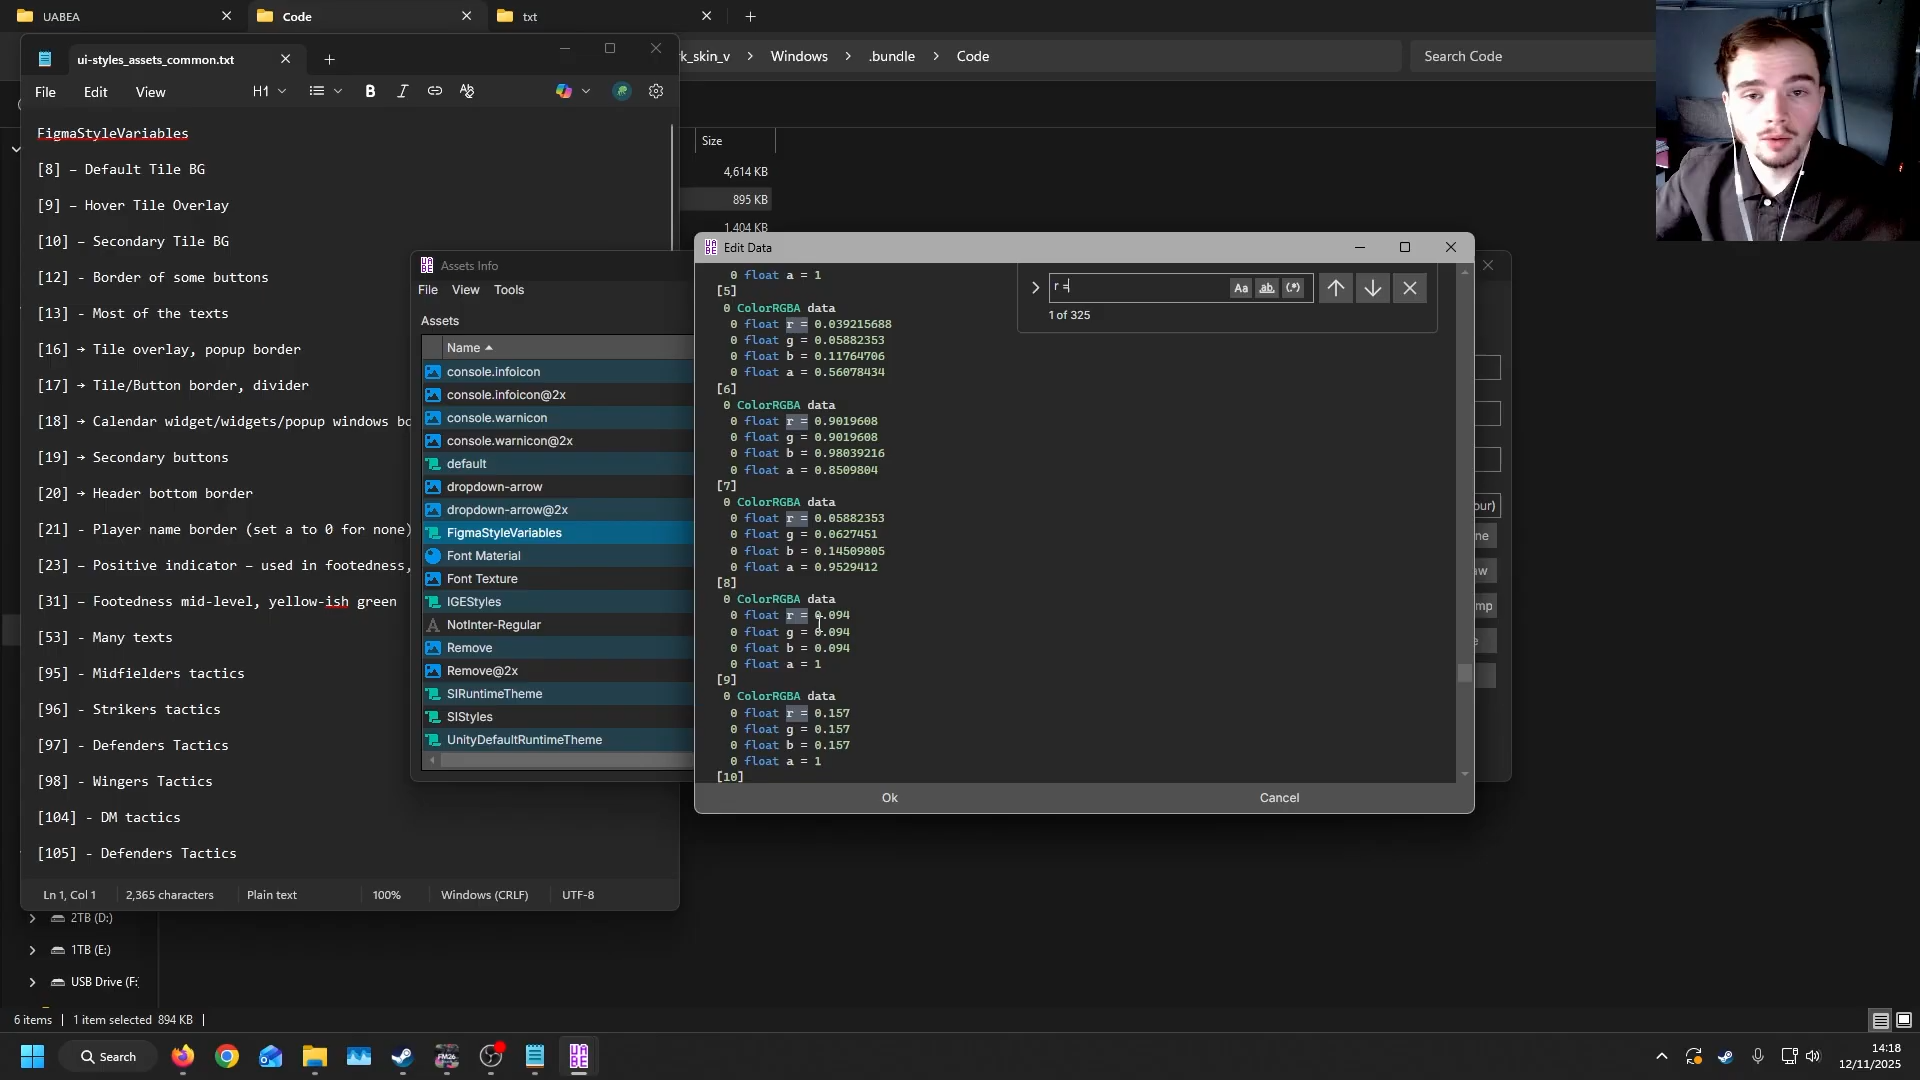 UABEA
Code
txt
ui-styles_assets_common.txt
k_skin_v > Windows > .bundle > Code
Search Code
File Edit View
H1
FigmaStyleVariables
[8] – Default Tile BG
[9] – Hover Tile Overlay
[10] – Secondary Tile BG
[12] - Border of some buttons
[13] - Most of the texts
[16] → Tile overlay, popup border
[17] → Tile/Button border, divider
[18] → Calendar widget/widgets/popup windows bo
[19] → Secondary buttons
[20] → Header bottom border
[21] - Player name border (set a to 0 for none)
[23] – Positive indicator – used in footedness,
[31] – Footedness mid-level, yellow-ish green
[53] - Many texts
[95] - Midfielders tactics
[96] - Strikers tactics
[97] - Defenders Tactics
[98] - Wingers Tactics
[104] - DM tactics
[105] - Defenders Tactics
Ln 1, Col 1
2,365 characters
Plain text
100%
Windows (CRLF)
UTF-8
Size
4,614 KB
895 KB
1,404 KB
Assets Info
File View Tools
Assets
Name
console.infoicon
console.infoicon@2x
console.warnicon
console.warnicon@2x
default
dropdown-arrow
dropdown-arrow@2x
FigmaStyleVariables
Font Material
Font Texture
IGEStyles
NotInter-Regular
Remove
Remove@2x
SIRuntimeTheme
SIStyles
UnityDefaultRuntimeTheme
Edit Data
r =
Aa ab. (.*)
1 of 325
0 float a = 1
[5]
0 ColorRGBA data
0 float r = 0.039215688
0 float g = 0.05882353
0 float b = 0.11764706
0 float a = 0.56078434
[6]
0 ColorRGBA data
0 float r = 0.9019608
0 float g = 0.9019608
0 float b = 0.98039216
0 float a = 0.8509804
[7]
0 ColorRGBA data
0 float r = 0.05882353
0 float g = 0.0627451
0 float b = 0.14509805
0 float a = 0.9529412
[8]
0 ColorRGBA data
0 float r = 0.094
0 float g = 0.094
0 float b = 0.094
0 float a = 1
[9]
0 ColorRGBA data
0 float r = 0.157
0 float g = 0.157
0 float b = 0.157
0 float a = 1
[10]
Ok
Cancel
our)
ne
aw
mp
e
2TB (D:)
1TB (E:)
USB Drive (F:
6 items | 1 item selected 894 KB |
Search
FM26
UA
BE
14:18
12/11/2025